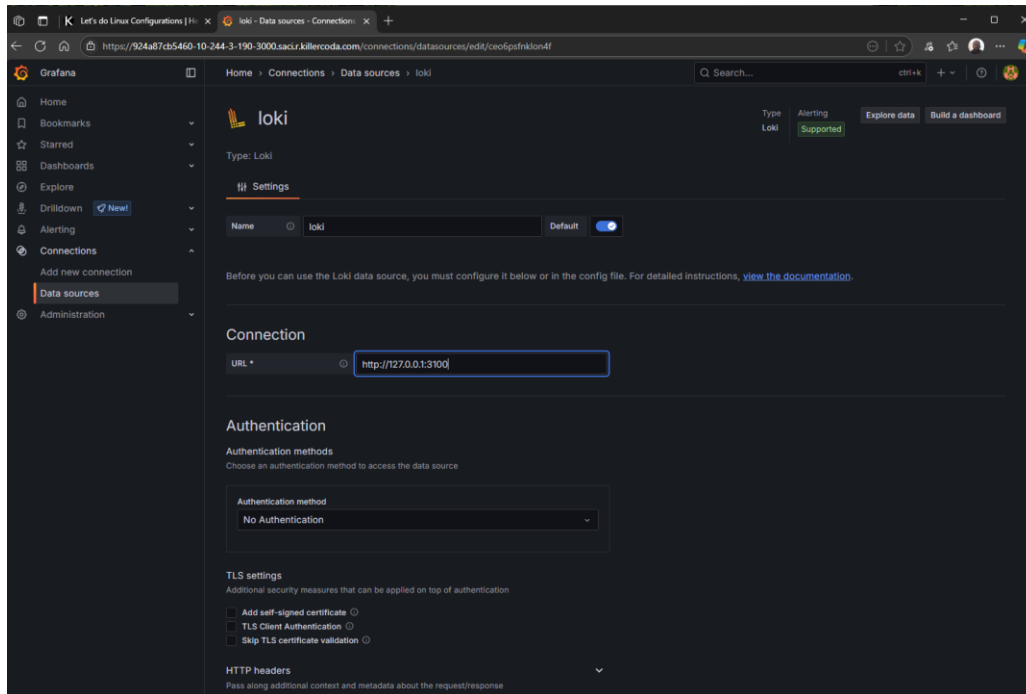 K Let's do Linux Configurations | He
loki - Data sources - Connections
https://924a87cb5460-10-244-3-190-3000.saci.r.killercoda.com/connections/datasources/edit/ceo6psfnklon4f
Grafana
Home › Connections › Data sources › loki
Search...
ctrl+k
Home
Bookmarks
Starred
Dashboards
Explore
Drilldown New!
Alerting
Connections
Add new connection
Data sources
Administration
loki
Type
Loki
Alerting
Supported
Explore data
Build a dashboard
Type: Loki
Settings
Name loki Default
Before you can use the Loki data source, you must configure it below or in the config file. For detailed instructions, view the documentation.
Connection
URL * http://127.0.0.1:3100
Authentication
Authentication methods
Choose an authentication method to access the data source
Authentication method
No Authentication
TLS settings
Additional security measures that can be applied on top of authentication
Add self-signed certificate
TLS Client Authentication
Skip TLS certificate validation
HTTP headers
Pass along additional context and metadata about the request/response